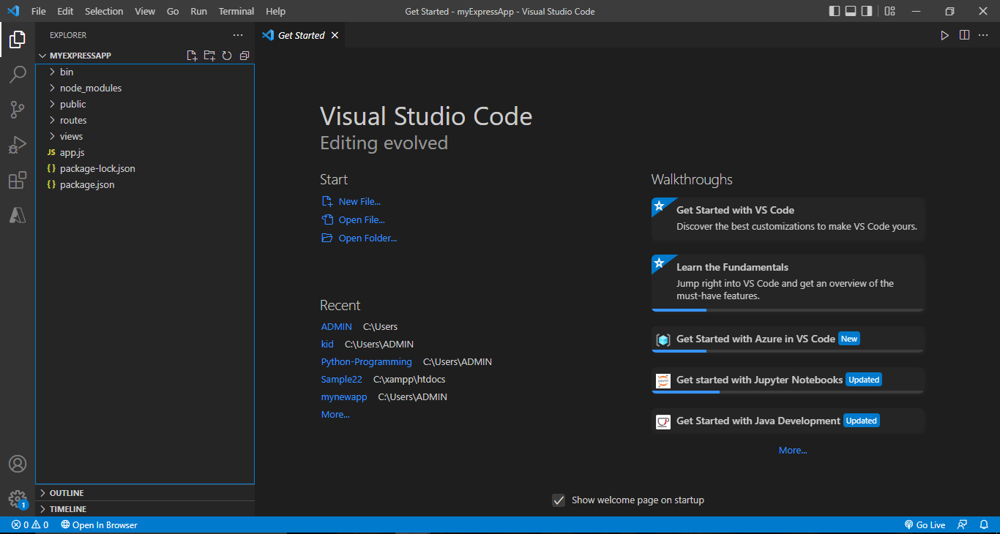 File Edit Selection View Go Run Terminal Help
Get Started - myExpressApp - Visual Studio Code
EXPLORER
Get Started
MYEXPRESSAPP
bin
node_modules
public
routes
views
JS app.js
{} package-lock.json
{} package.json
Visual Studio Code
Editing evolved
Start
New File...
Open File...
Open Folder...
Recent
ADMIN C:\Users
kid C:\Users\ADMIN
Python-Programming C:\Users\ADMIN
Sample22 C:\xampp\htdocs
mynewapp C:\Users\ADMIN
More...
Walkthroughs
Get Started with VS Code
Discover the best customizations to make VS Code yours.
Learn the Fundamentals
Jump right into VS Code and get an overview of the
must-have features.
Get Started with Azure in VS Code New
Get started with Jupyter Notebooks Updated
Get Started with Java Development Updated
More...
Show welcome page on startup
1
OUTLINE
TIMELINE
0 0 Open In Browser
Go Live